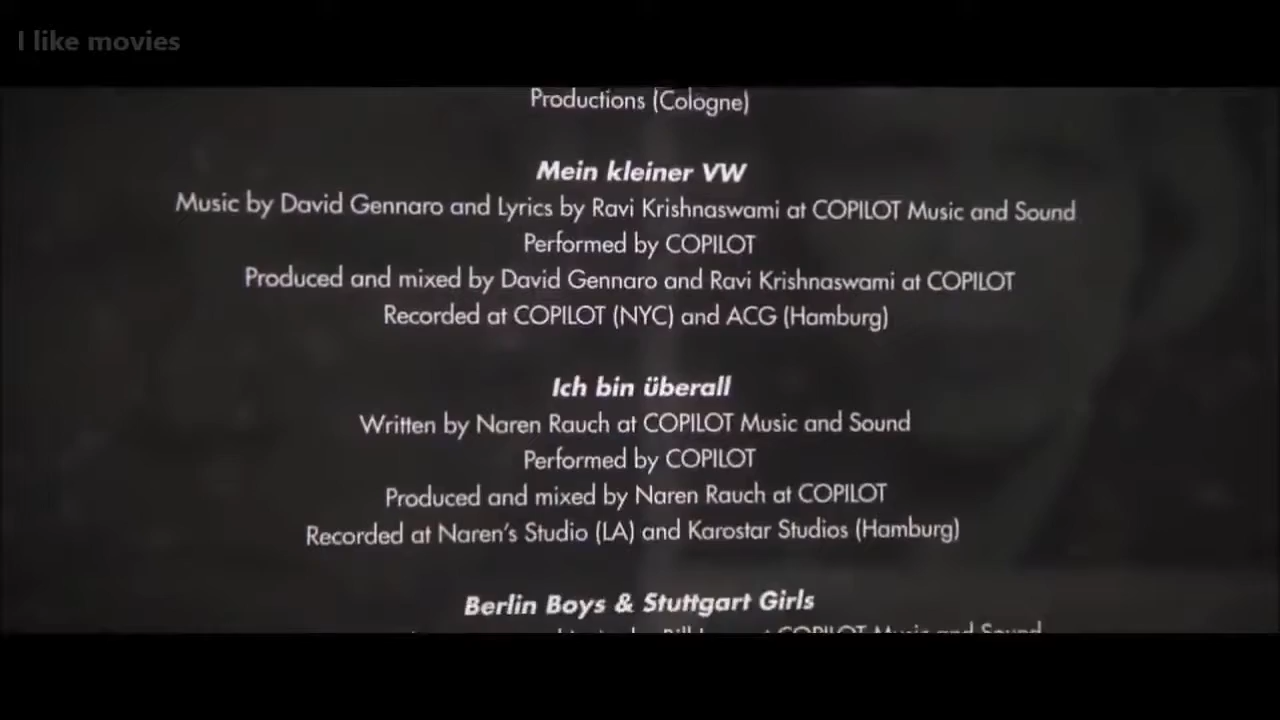 I like movies
Productions (Cologne)
Mein kleiner VW
Music by David Gennaro and Lyrics by Ravi Krishnaswami at COPILOT Music and Sound
Performed by COPILOT
Produced and mixed by David Gennaro and Ravi Krishnaswami at COPILOT
Recorded at COPILOT (NYC) and ACG (Hamburg)
Ich bin überall
Written by Naren Rauch at COPILOT Music and Sound
Performed by COPILOT
Produced and mixed by Naren Rauch at COPILOT
Recorded at Naren's Studio (LA) and Karostar Studios (Hamburg)
Berlin Boys & Stuttgart Girls
COPILOT Music and Sound